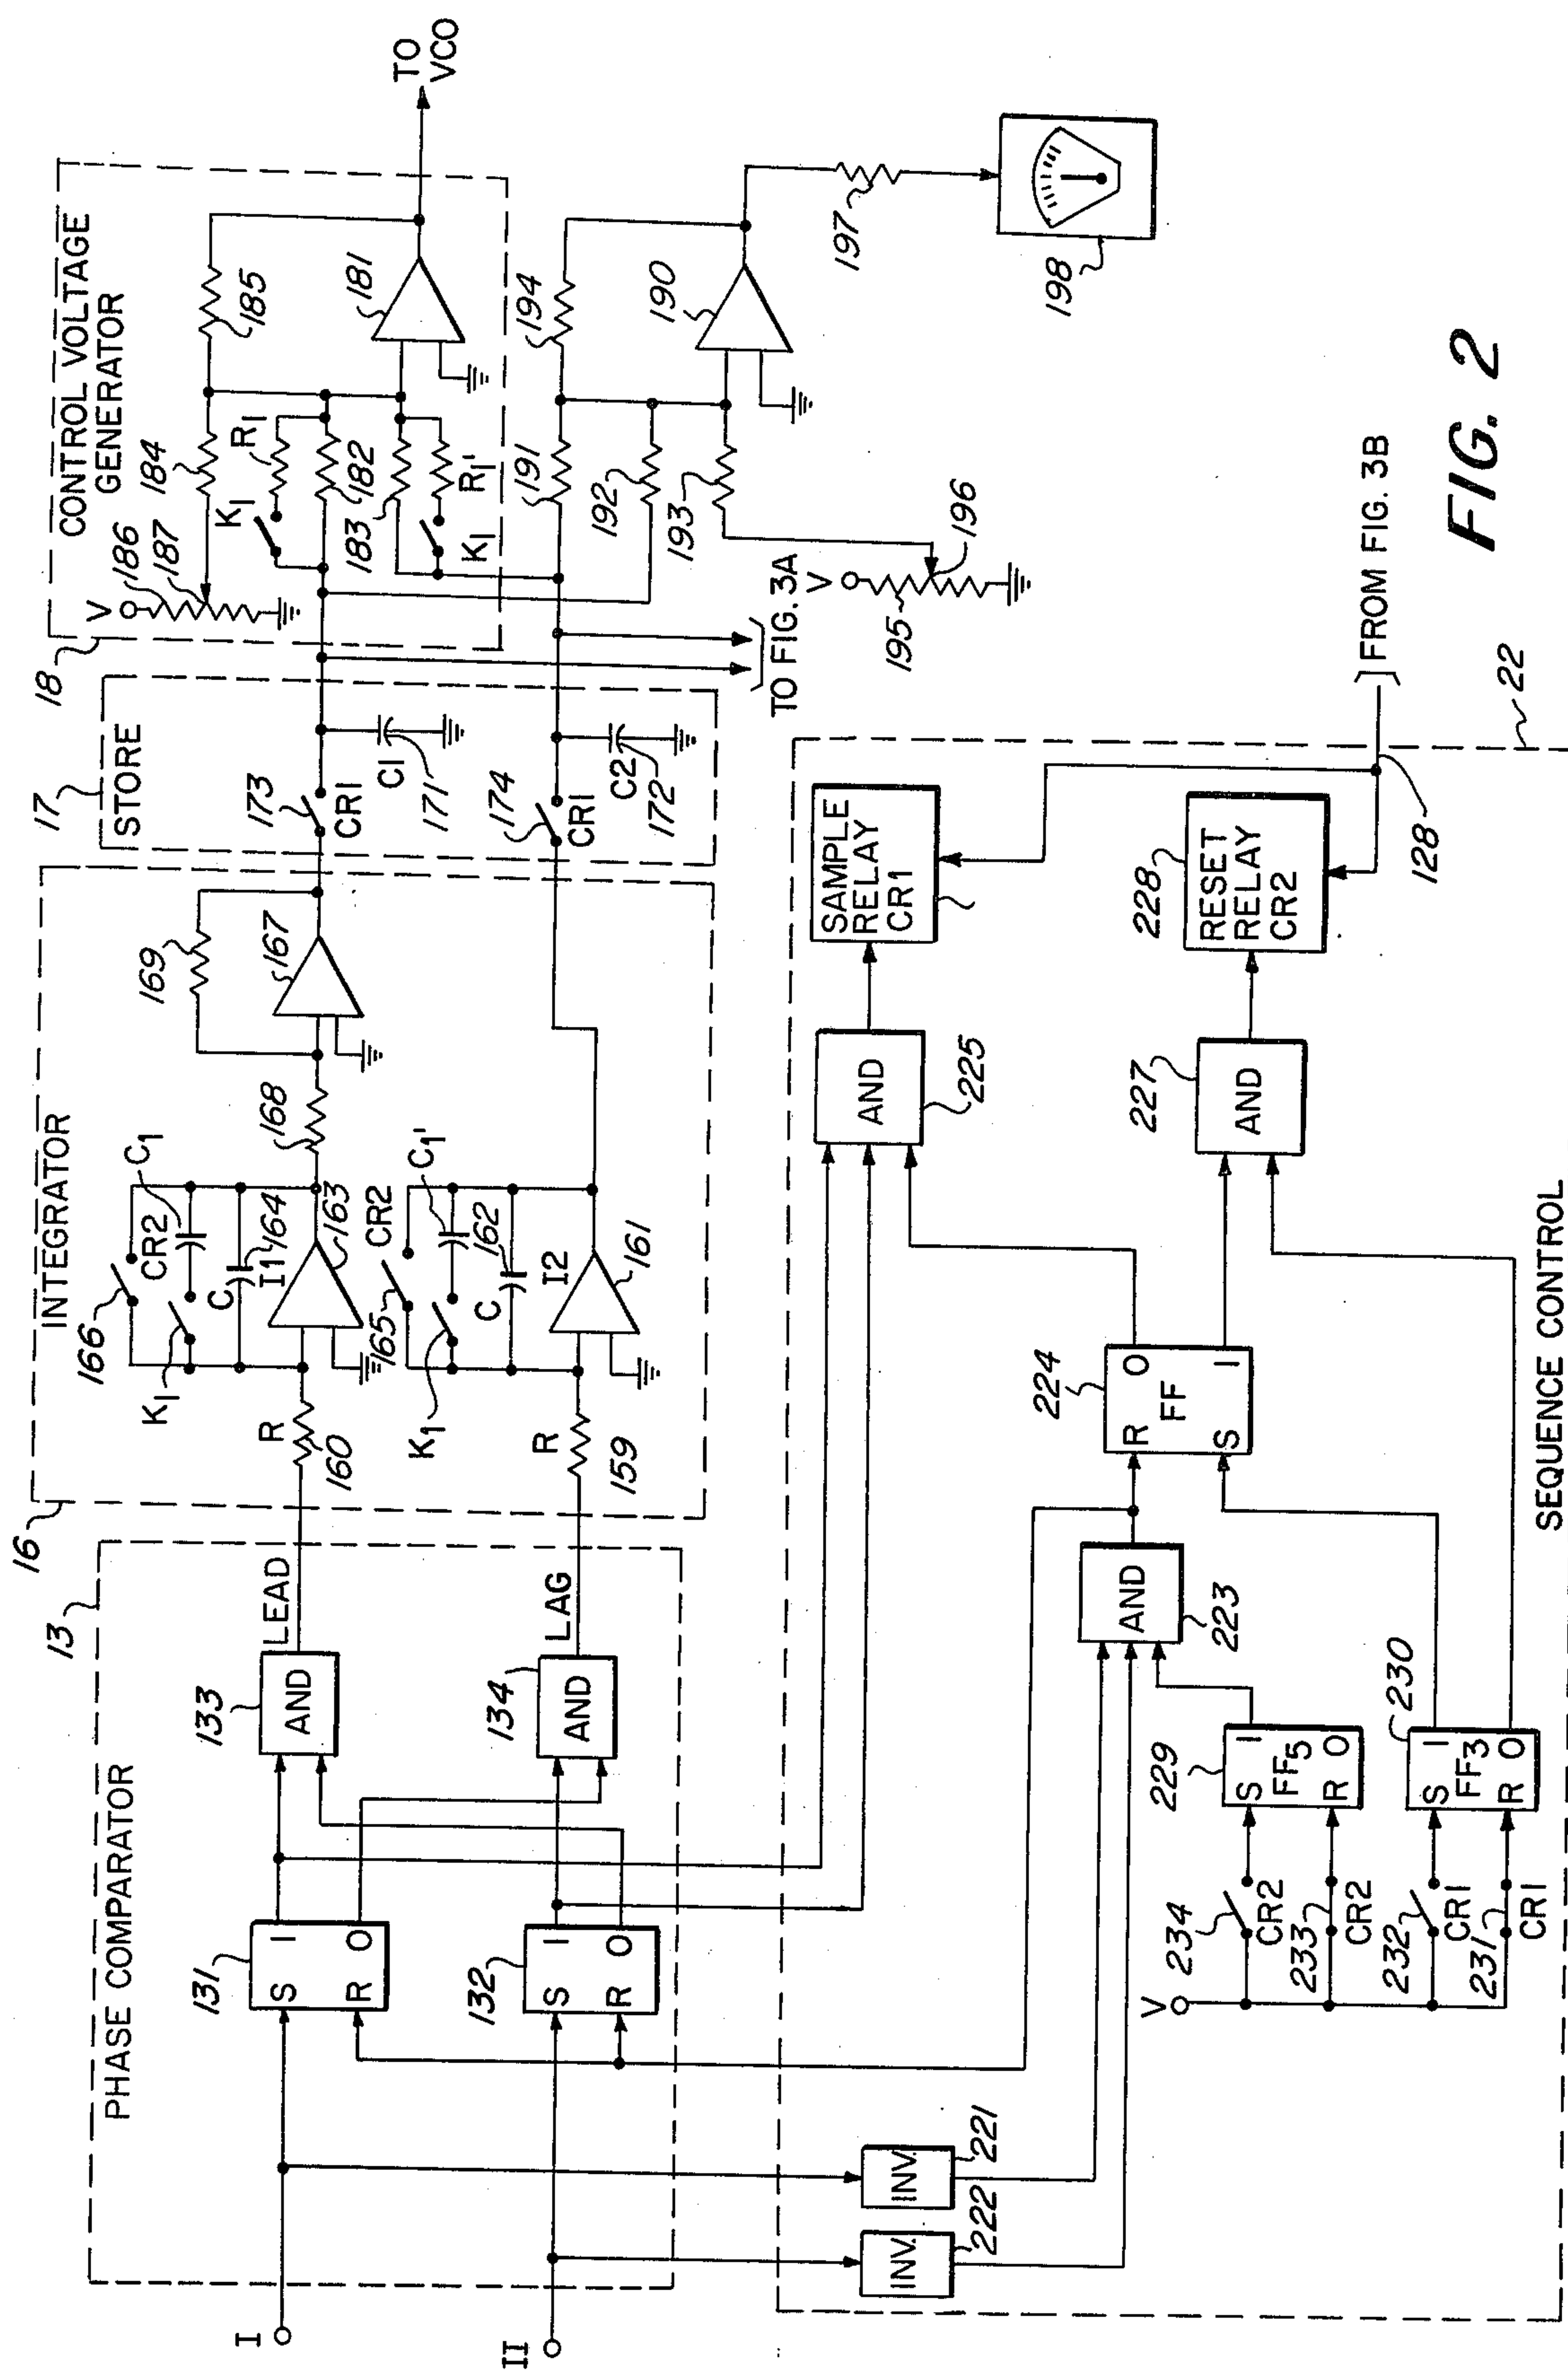 I
II
13
PHASE COMPARATOR
131
S I
R O
132
S I
R O
133
AND
LEAD
134
AND
LAG
16
INTEGRATOR
R
160
R
159
166
CR2
K1
C1
C
I1
164
163
168
169
167
165
CR2
K1
C1'
C
162
I2
161
17
STORE
173
CR1
C1
171
174
CR1
C2
172
18
CONTROL VOLTAGE
GENERATOR
V
186
187
184
185
K1
R1
182
183
K1
R1'
181
TO
VCO
191
192
193
194
190
V
195
196
197
198
TO FIG. 3A
INV.
221
INV.
222
V
234
CR2
233
CR2
232
CR1
231
CR1
229
S I
FF5
R O
230
S I
FF3
R O
AND
223
224
R O
FF
S I
AND
225
227
AND
SAMPLE
RELAY
CR1
228
RESET
RELAY
CR2
128
FROM FIG. 3B
22
SEQUENCE CONTROL
FIG. 2